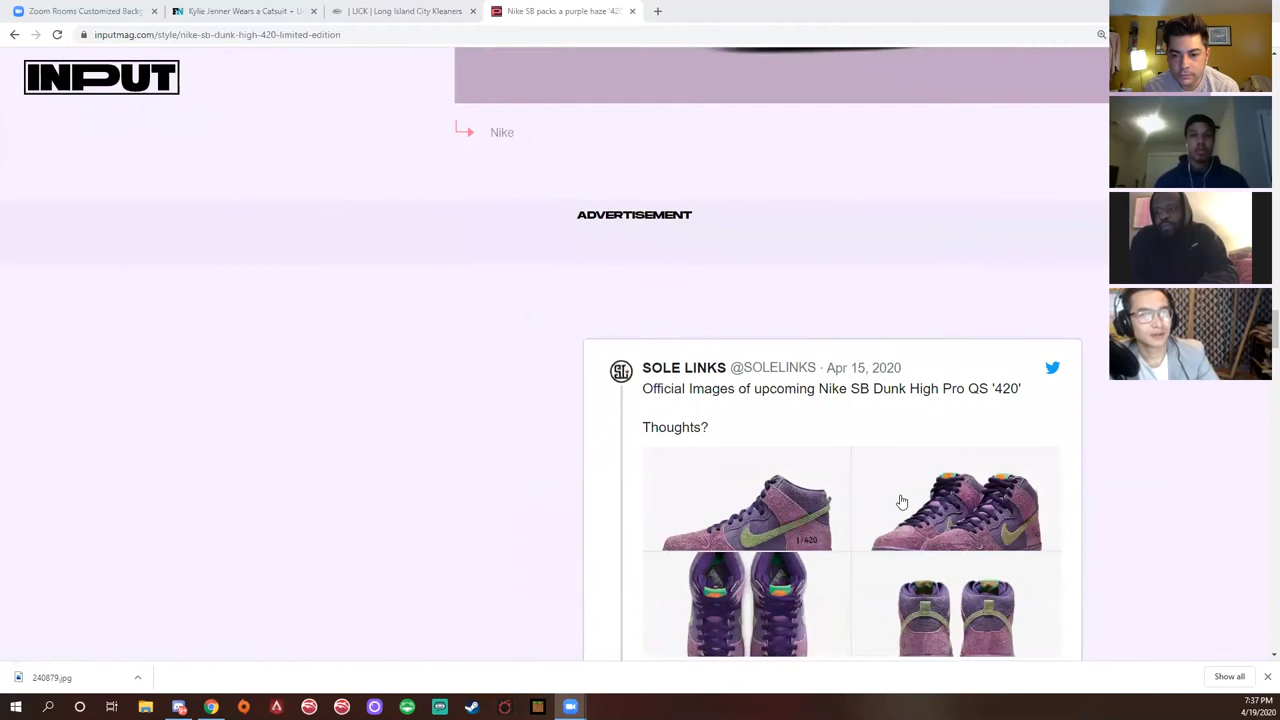 Zoom Rooms Customized Backg
Kylie Jenner Wears a Catsuit + U
| LICK | Long Island City Kleaners
Nike SB packs a purple haze '420
inputmag.com/style/nike-sb-dunk-high-420-limited-edition
INPUT
Nike
ADVERTISEMENT
SOLE LINKS @SOLELINKS · Apr 15, 2020
Official Images of upcoming Nike SB Dunk High Pro QS '420'
Thoughts?
1/420
240879.jpg
Show all
7:37 PM
4/19/2020